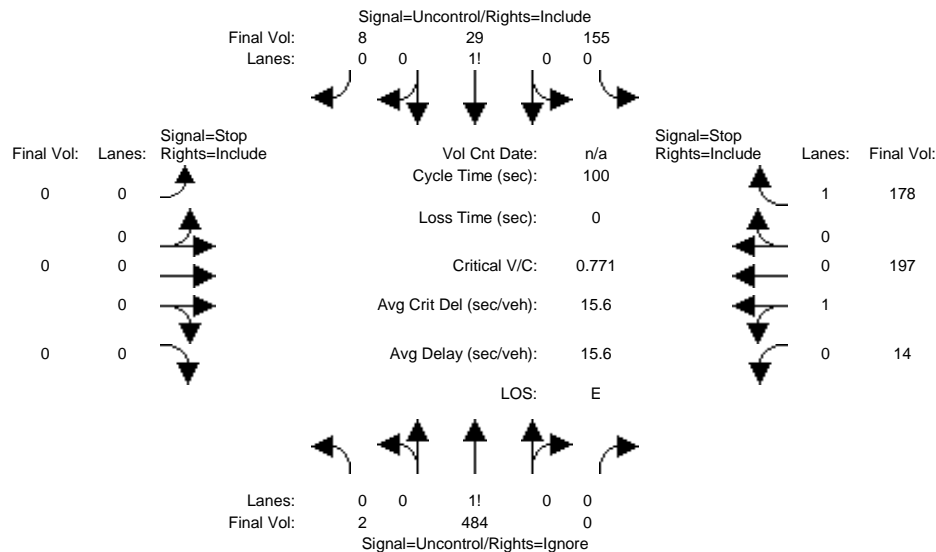 Signal=Uncontrol/Rights=Include
Final Vol: 8 29 155
Lanes: 0 0 1! 0 0
Signal=Stop Signal=Stop
Final Vol: Lanes: Rights=Include Vol Cnt Date: n/a Rights=Include Lanes: Final Vol:
Cycle Time (sec): 100
0 0 1 178
Loss Time (sec): 0
0 0
0 0 Critical V/C: 0.771 0 197
0 Avg Crit Del (sec/veh): 15.6 1
0 0 Avg Delay (sec/veh): 15.6 0 14
LOS: E
Lanes: 0 0 1! 0 0
Final Vol: 2 484 0
Signal=Uncontrol/Rights=Ignore